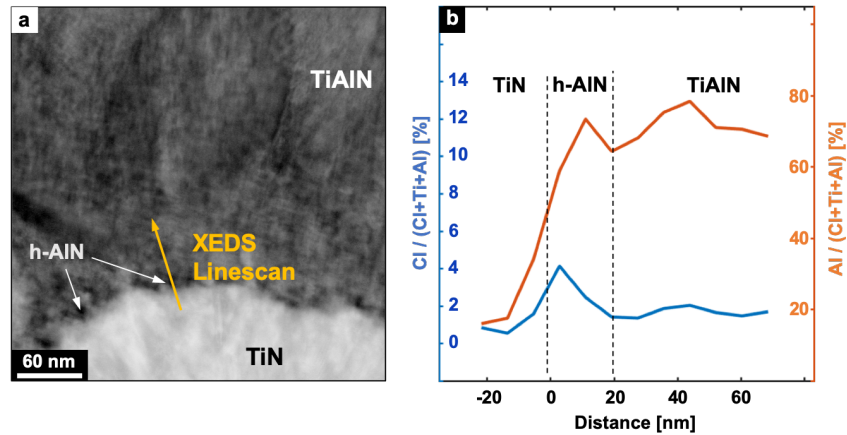 a
TiAlN
h-AlN
XEDS
Linescan
TiN
60 nm
b
TiN h-AlN TiAlN
Cl / (Cl+Ti+Al) [%]
14
12
10
8
6
4
2
0
Al / (Cl+Ti+Al) [%]
80
60
40
20
-20 0 20 40 60
Distance [nm]